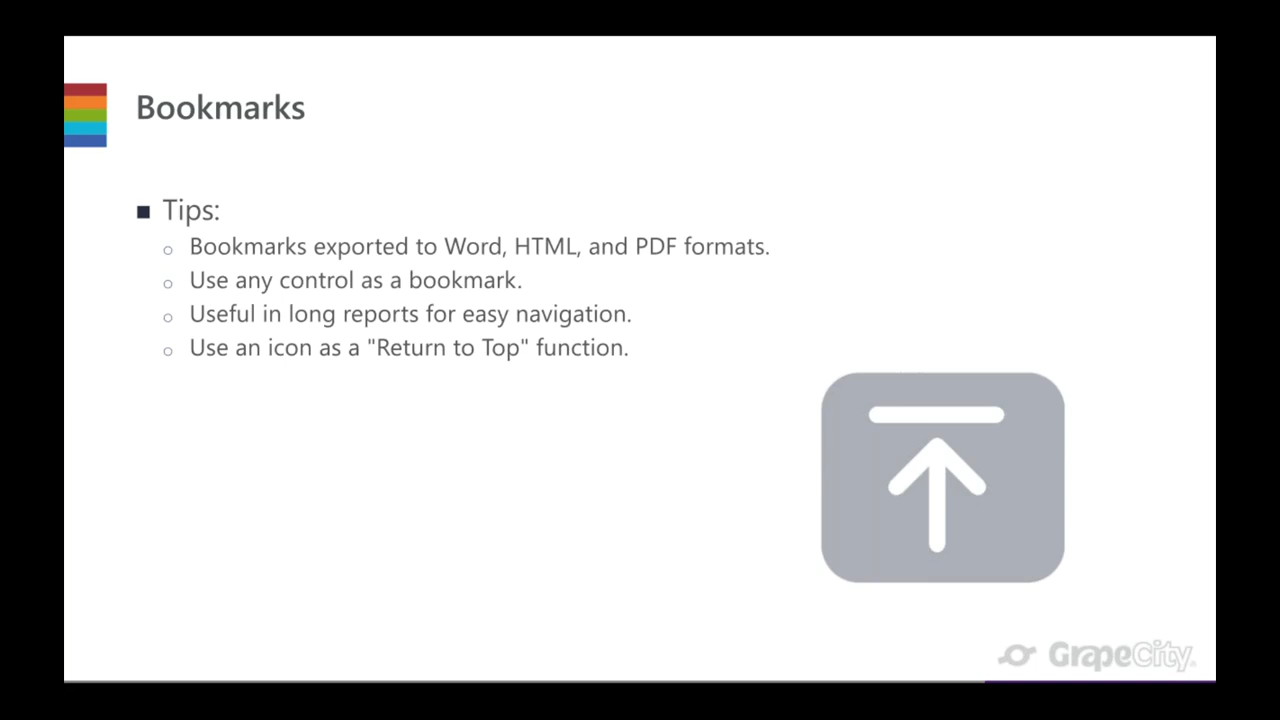 Bookmarks
■ Tips:
○ Bookmarks exported to Word, HTML, and PDF formats.
○ Use any control as a bookmark.
○ Useful in long reports for easy navigation.
○ Use an icon as a "Return to Top" function.
GrapeCity